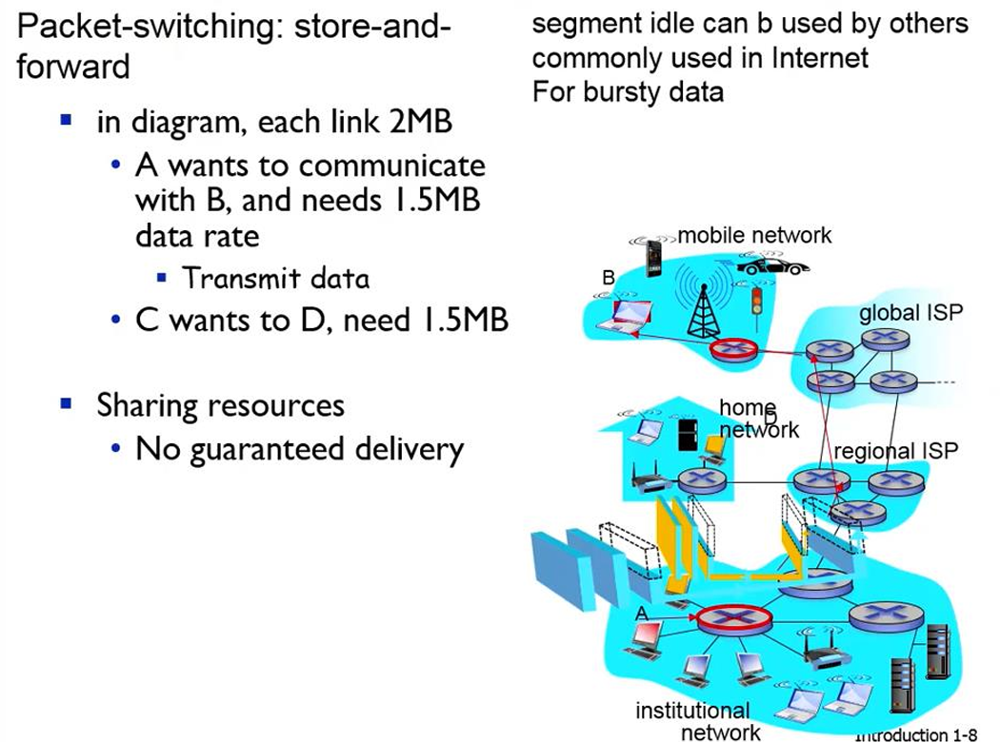 Packet-switching: store-and-
forward
in diagram, each link 2MB
A wants to communicate
with B, and needs 1.5MB
data rate
Transmit data
C wants to D, need 1.5MB
Sharing resources
No guaranteed delivery
segment idle can b used by others
commonly used in Internet
For bursty data
mobile network
B
global ISP
home
D
network
regional ISP
A
institutional
network
Introduction 1-8